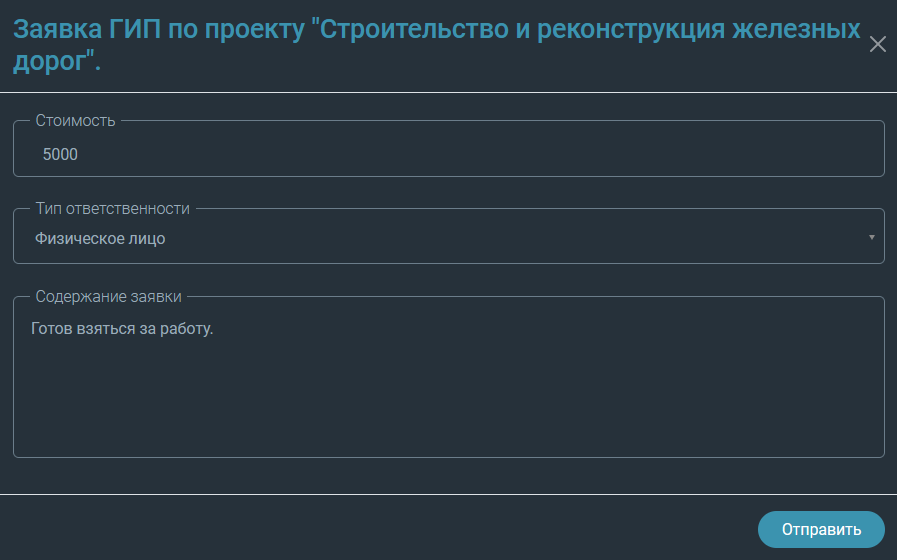 Заявка ГИП по проекту "Строительство и реконструкция железных
дорог".
Стоимость
5000
Тип ответственности
Физическое лицо
Содержание заявки
Готов взяться за работу.
Отправить